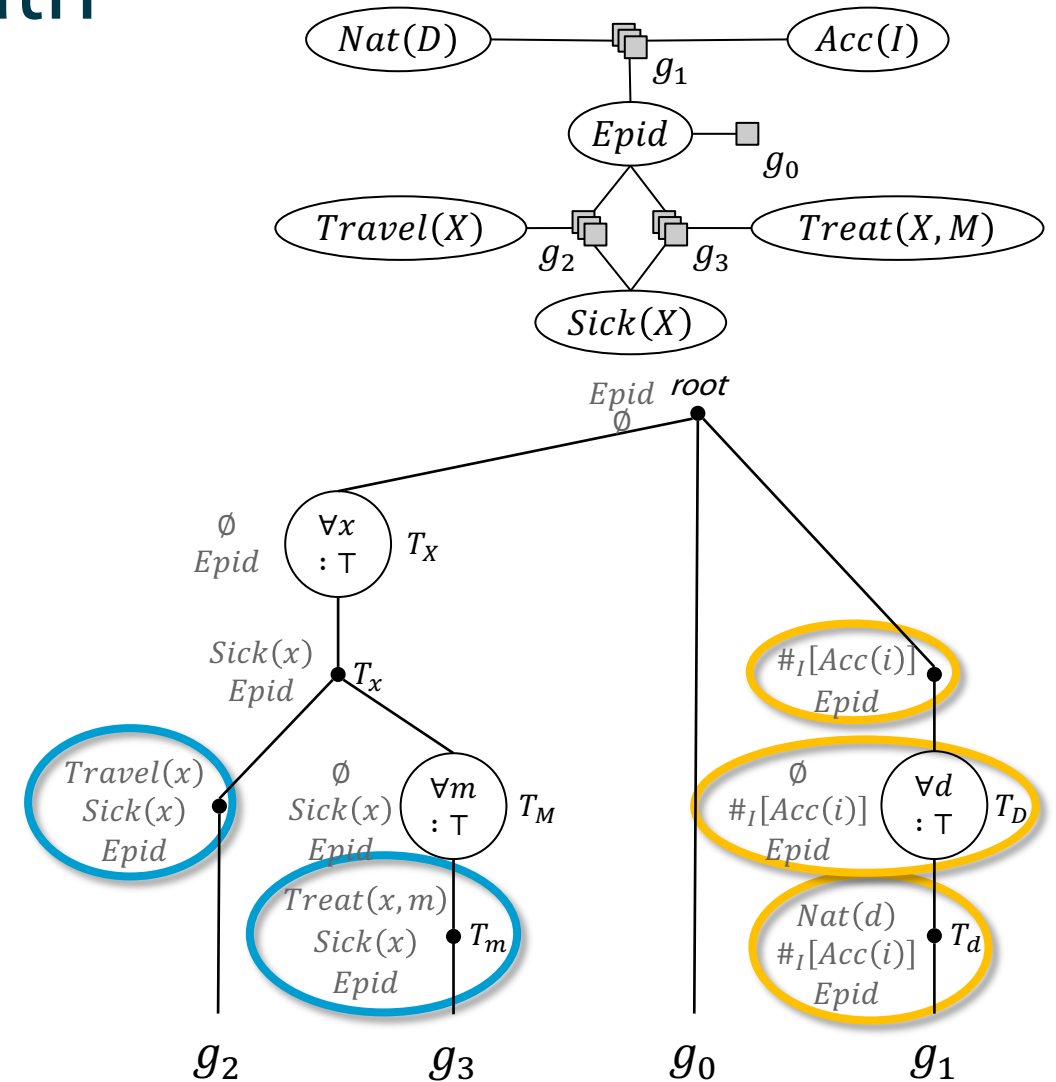 Nat(D)
Acc(I)
g₁
Epid
g₀
Travel(X)
Treat(X, M)
g₂
g₃
Sick(X)
Epid
root
∅
∅
Epid
∀x
: ⊤
T_X
Sick(x)
Epid
T_x
#_I[Acc(i)]
Epid
Travel(x)
Sick(x)
Epid
∅
Sick(x)
Epid
∀m
: ⊤
T_M
∅
#_I[Acc(i)]
Epid
∀d
: ⊤
T_D
Treat(x, m)
Sick(x)
Epid
T_m
Nat(d)
#_I[Acc(i)]
Epid
T_d
g₂
g₃
g₀
g₁